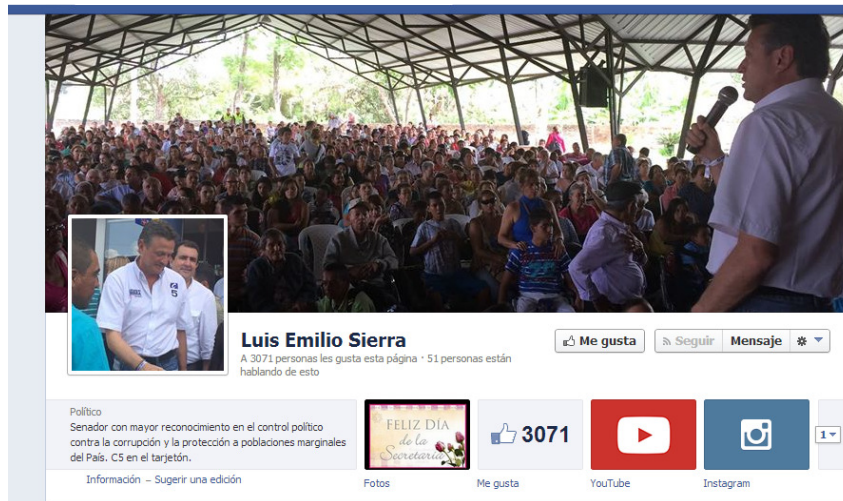 5
Luis Emilio Sierra
A 3071 personas les gusta esta página · 51 personas están
hablando de esto
Me gusta
Seguir
Mensaje
Político
Senador con mayor reconocimiento en el control político
contra la corrupción y la protección a poblaciones marginales
del País. C5 en el tarjetón.
Información – Sugerir una edición
FELIZ DÍA
de la
Secretaria
Fotos
3071
Me gusta
YouTube
Instagram
1